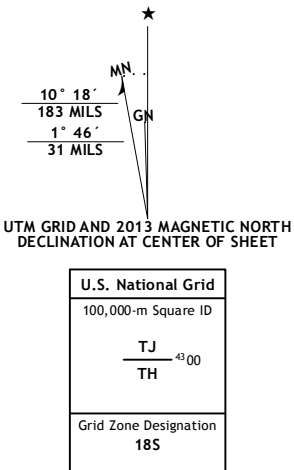 ★
MN
10° 18´
183 MILS
GN
1° 46´
31 MILS
UTM GRID AND 2013 MAGNETIC NORTH
DECLINATION AT CENTER OF SHEET
U.S. National Grid
100,000-m Square ID
TJ
4300
TH
Grid Zone Designation
18S